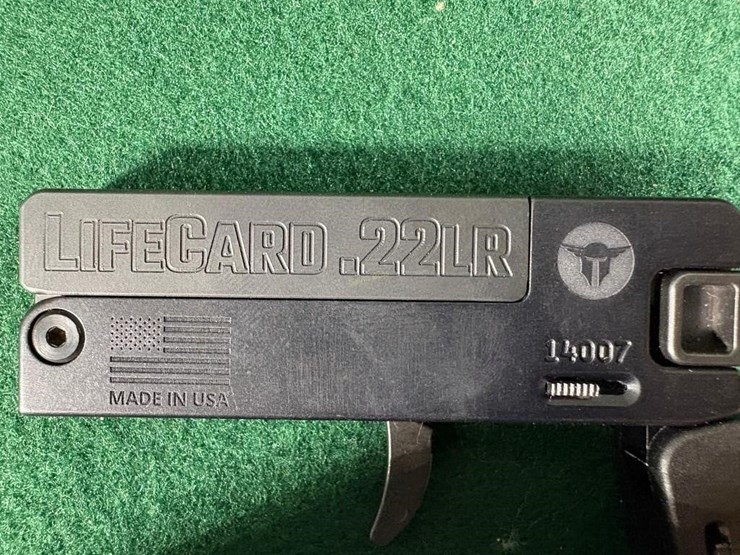 LIFECARD .22LR
14007
MADE IN USA